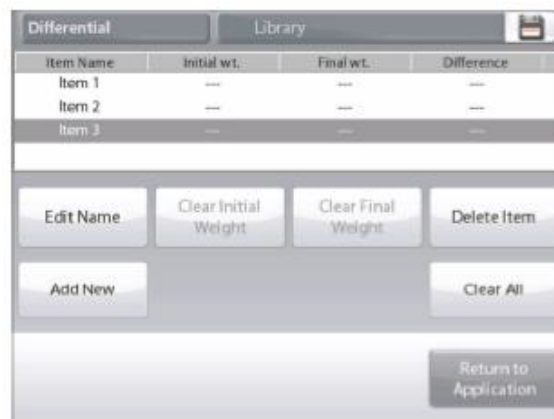 Differential Library
Item Name Initial wt. Final wt. Difference
Item 1 --- --- ---
Item 2 --- --- ---
Item 3 --- --- ---
Edit Name Clear Initial Weight Clear Final Weight Delete Item
Add New Clear All
Return to
Application